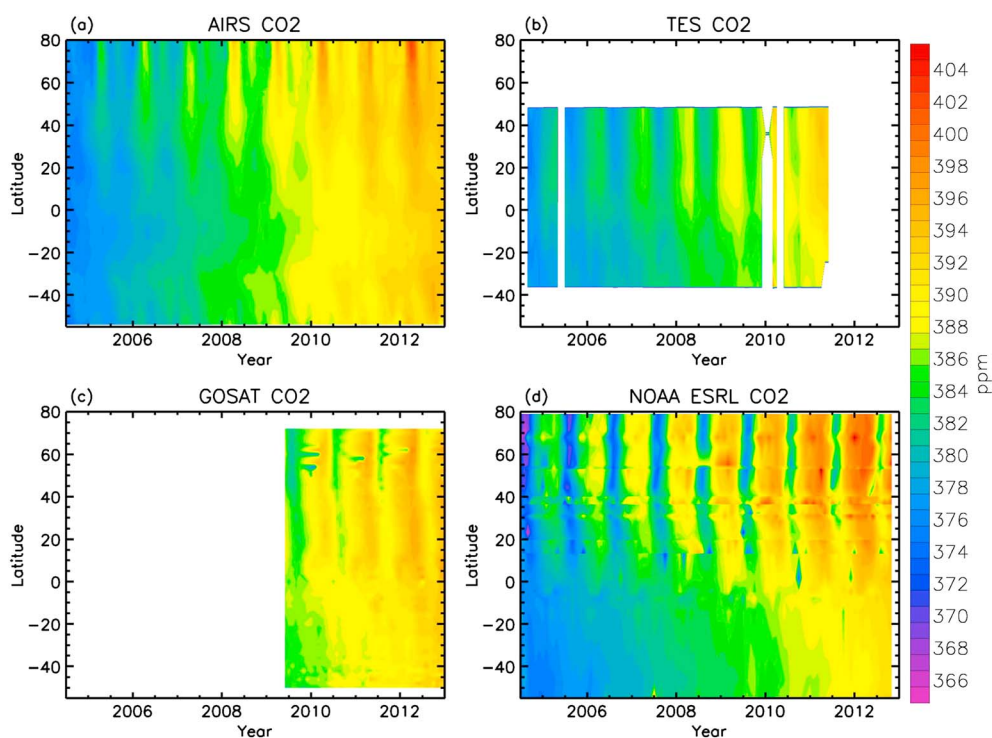 (a) AIRS CO2
80
60
40
20
0
−20
−40
Latitude
2006 2008 2010 2012
Year
(b) TES CO2
80
60
40
20
0
−20
−40
Latitude
2006 2008 2010 2012
Year
(c) GOSAT CO2
80
60
40
20
0
−20
−40
Latitude
2006 2008 2010 2012
Year
(d) NOAA ESRL CO2
80
60
40
20
0
−20
−40
Latitude
2006 2008 2010 2012
Year
404
402
400
398
396
394
392
390
388
386
384
382
380
378
376
374
372
370
368
366
ppm